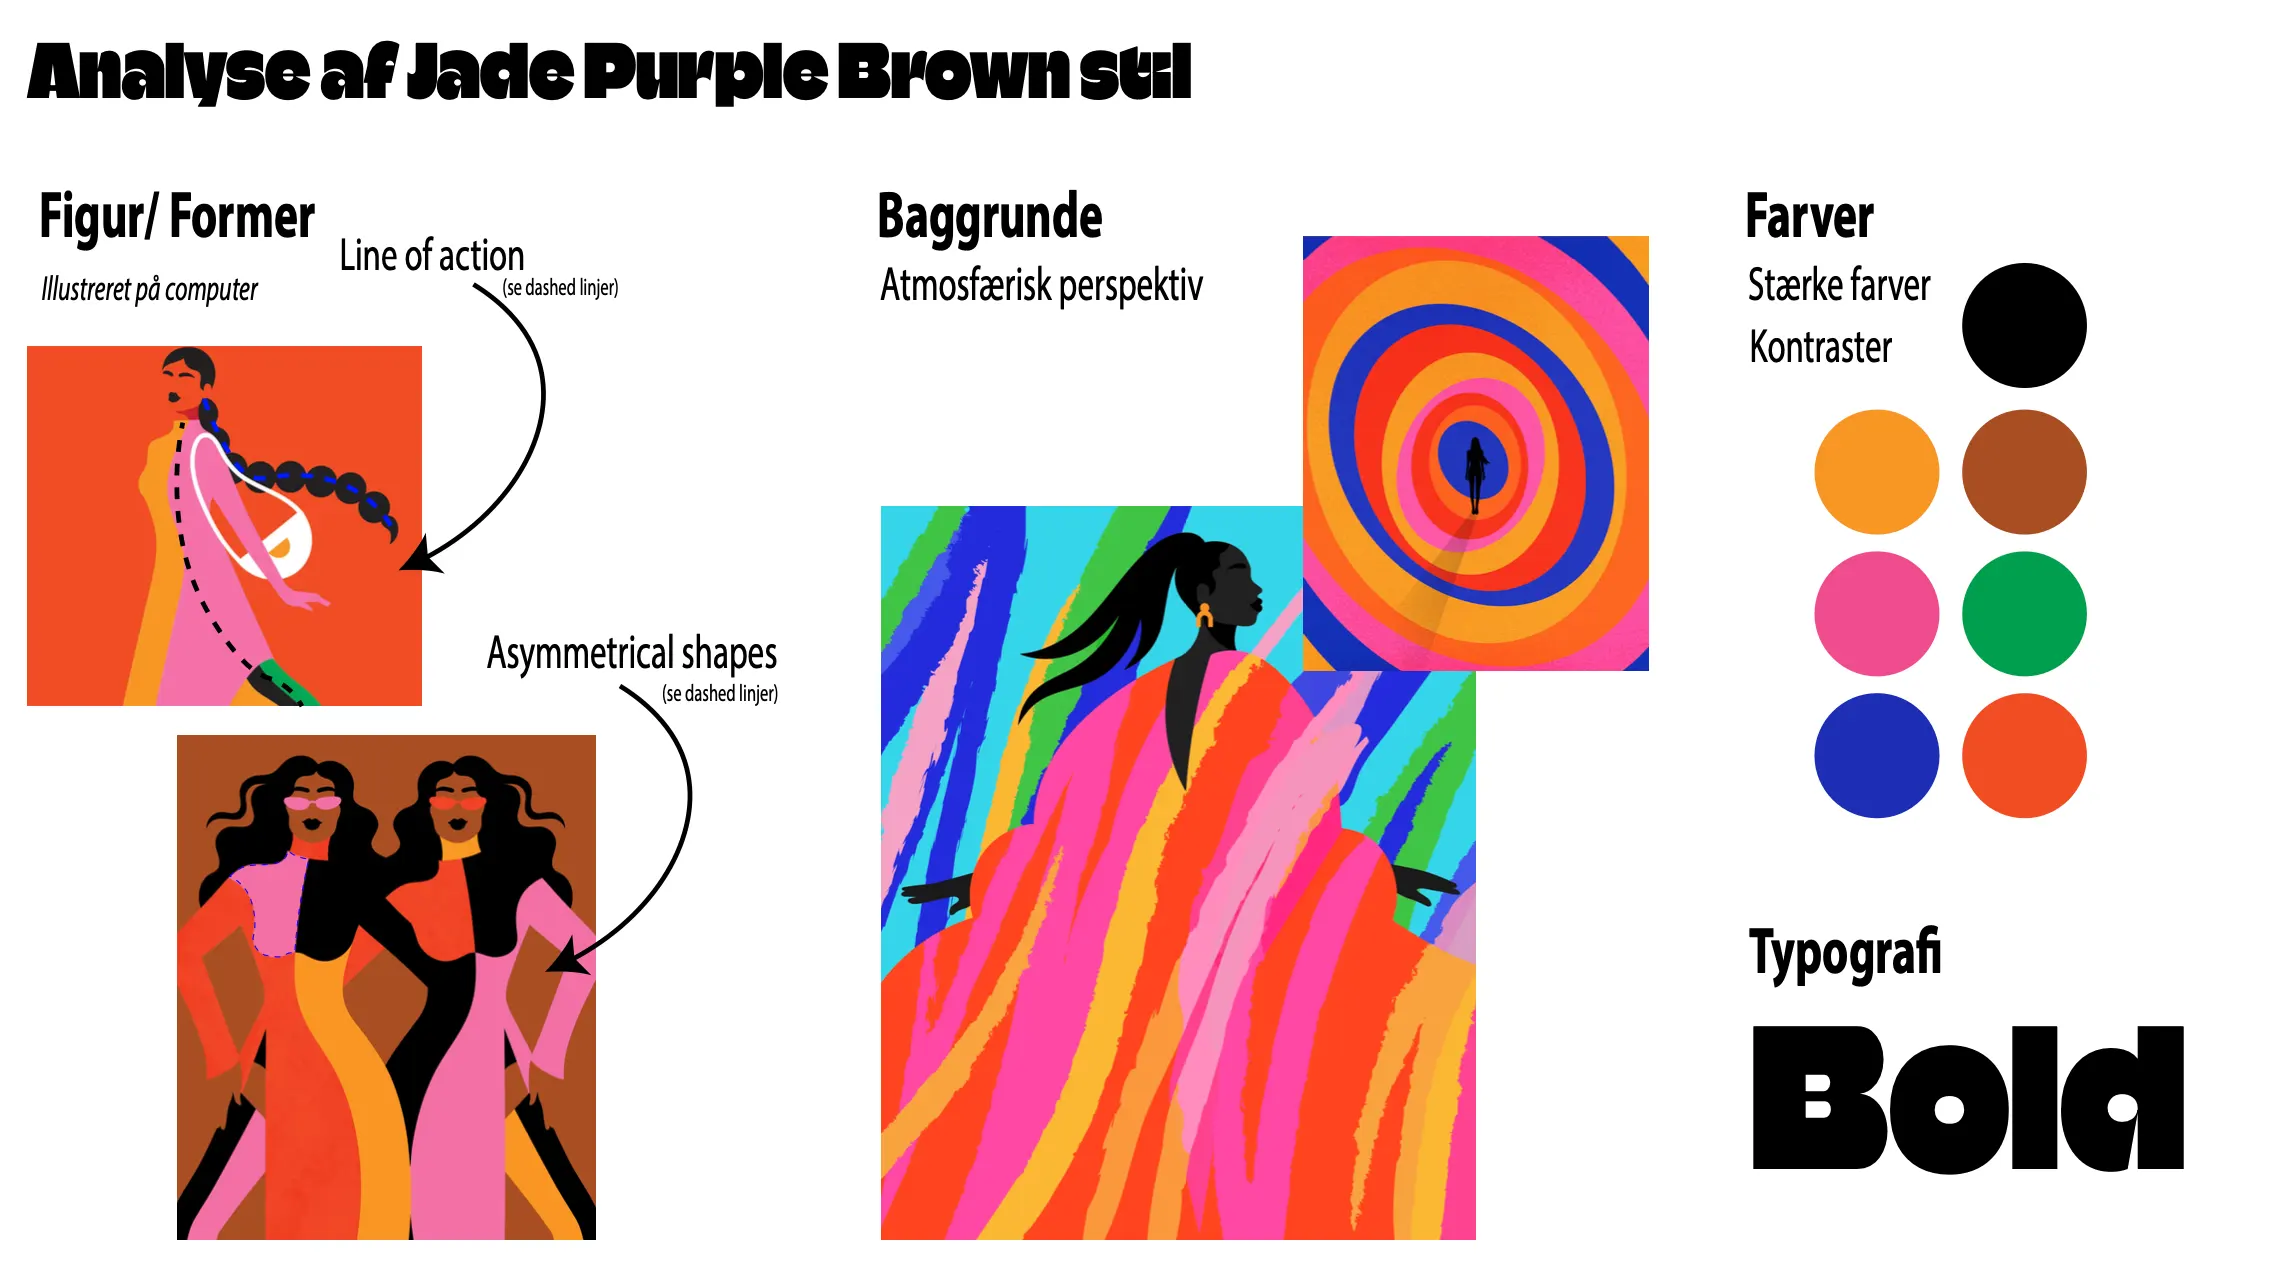 Analyse af Jade Purple Brown stil
Figur/ Former
Illustreret på computer
Line of action
(se dashed linjer)
Asymmetrical shapes
(se dashed linjer)
Baggrunde
Atmosfærisk perspektiv
Farver
Stærke farver
Kontraster
Typografi
Bold